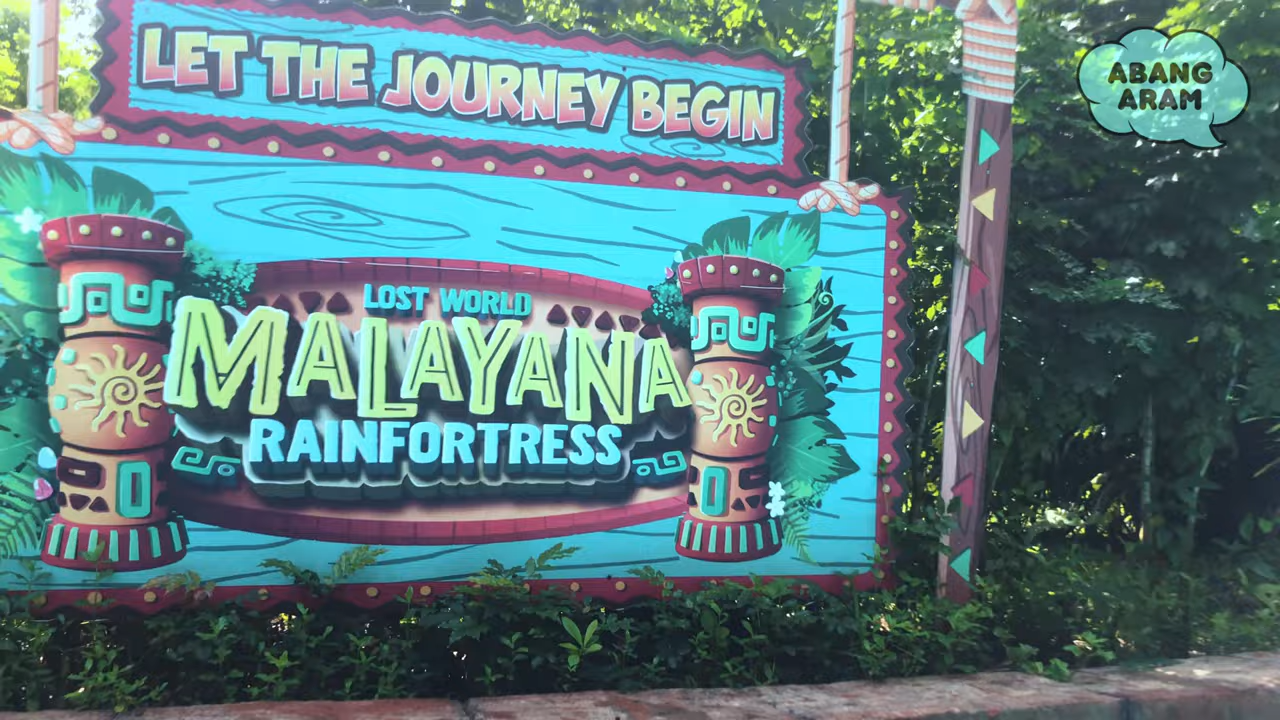 LET THE JOURNEY BEGIN
ABANG
ARAM
LOST WORLD
MALAYANA
RAINFORTRESS